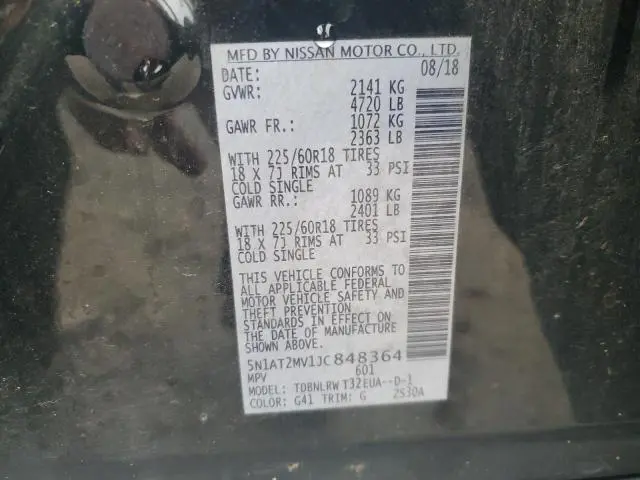 MFD BY NISSAN MOTOR CO., LTD.
DATE: 08/18
GVWR: 2141 KG
4720 LB
GAWR FR.: 1072 KG
2363 LB
WITH 225/60R18 TIRES
18 X 7J RIMS AT 33 PSI
COLD SINGLE
GAWR RR.: 1089 KG
2401 LB
WITH 225/60R18 TIRES
18 X 7J RIMS AT 33 PSI
COLD SINGLE
THIS VEHICLE CONFORMS TO
ALL APPLICABLE FEDERAL
MOTOR VEHICLE SAFETY AND
THEFT PREVENTION
STANDARDS IN EFFECT ON
THE DATE OF MANUFACTURE
SHOWN ABOVE.
5N1AT2MV1JC848364
MPV 601
MODEL: TDBNLRWT32EUA--D-1
COLOR: G41 TRIM: G 2S30A